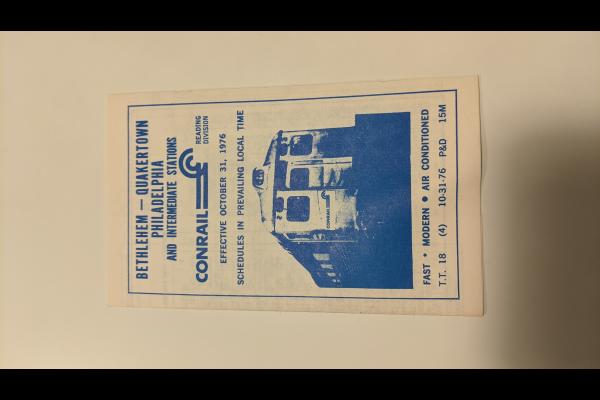 BETHLEHEM — QUAKERTOWN
PHILADELPHIA
AND INTERMEDIATE STATIONS
CONRAIL
READING
DIVISION
EFFECTIVE OCTOBER 31, 1976
SCHEDULES IN PREVAILING LOCAL TIME
CONRAIL
FAST * MODERN ● AIR CONDITIONED
T.T. 18 (4) 10-31-76 P&D 15M